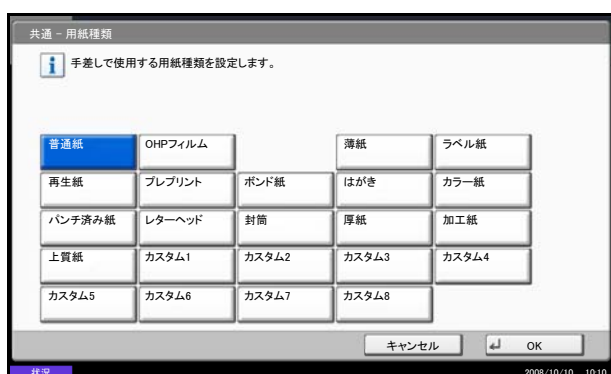 共通 - 用紙種類
手差しで使用する用紙種類を設定します。
普通紙 OHPフィルム 薄紙 ラベル紙
再生紙 プレプリント ボンド紙 はがき カラー紙
パンチ済み紙 レターヘッド 封筒 厚紙 加工紙
上質紙 カスタム1 カスタム2 カスタム3 カスタム4
カスタム5 カスタム6 カスタム7 カスタム8
キャンセル OK
状況 2008/10/10 10:10